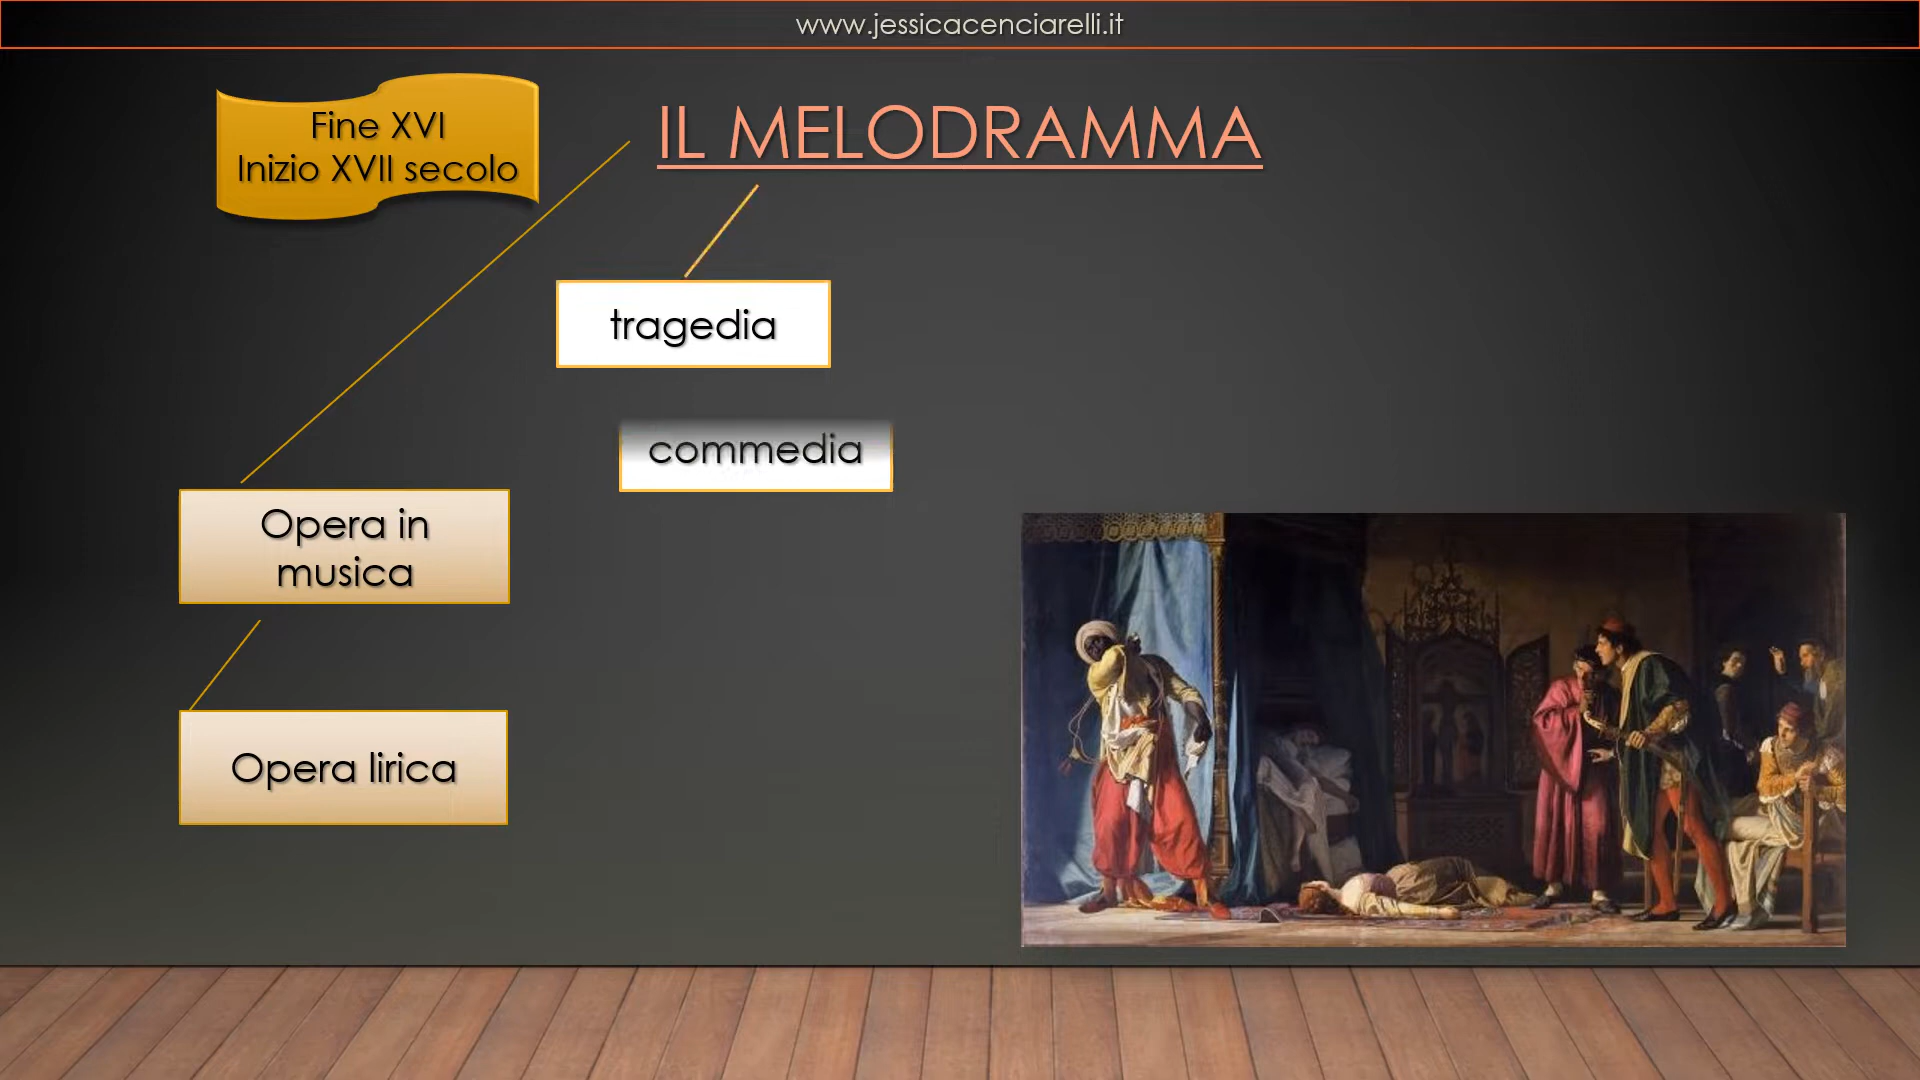 www.jessicacenciarelli.it
Fine XVI
Inizio XVII secolo
IL MELODRAMMA
tragedia
commedia
Opera in
musica
Opera lirica